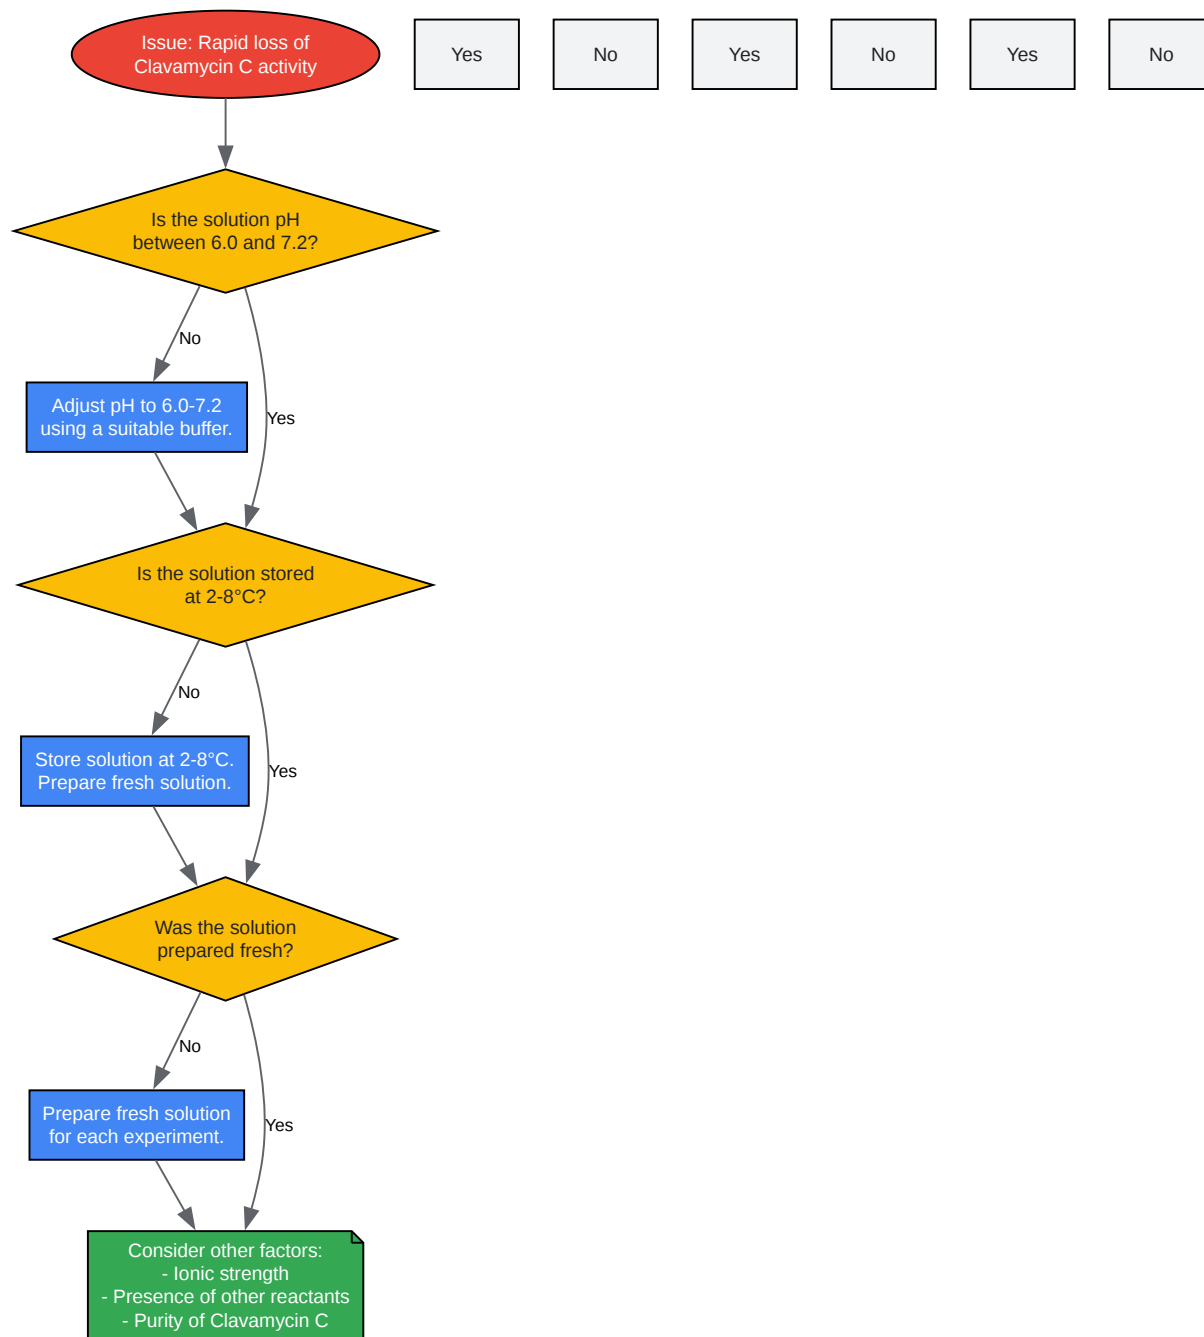 Issue: Rapid loss of
Clavamycin C activity
Yes
No
Yes
No
Yes
No
Is the solution pH
between 6.0 and 7.2?
No
Adjust pH to 6.0-7.2
using a suitable buffer.
Yes
Is the solution stored
at 2-8°C?
No
Store solution at 2-8°C.
Prepare fresh solution.
Yes
Was the solution
prepared fresh?
No
Prepare fresh solution
for each experiment.
Yes
Consider other factors:
- Ionic strength
- Presence of other reactants
- Purity of Clavamycin C